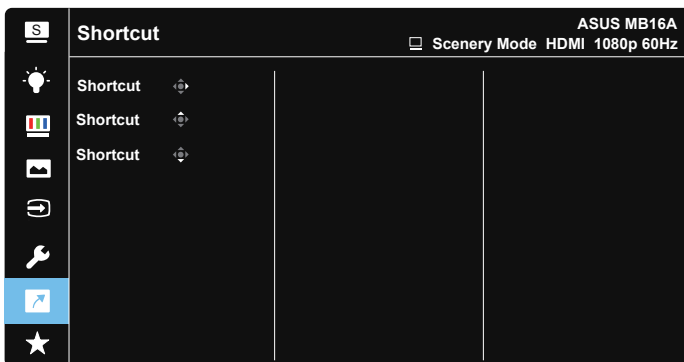 S
Shortcut
ASUS MB16A
Scenery Mode HDMI 1080p 60Hz
Shortcut
Shortcut
Shortcut